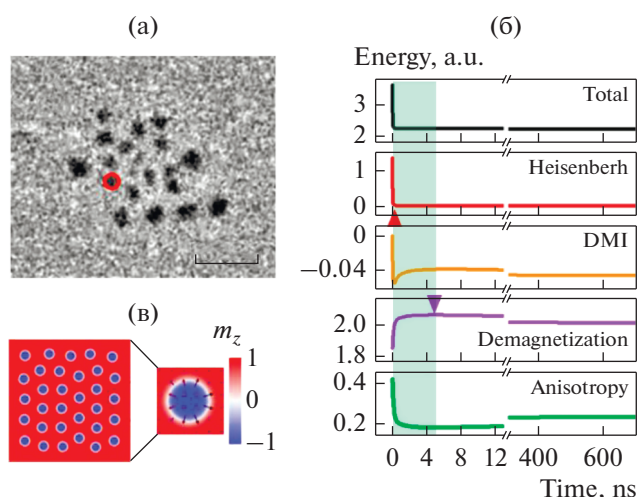 (а)
(б)
Energy, a.u.
3
2
Total
1
0
Heisenberh
0
−0.04
DMI
2.0
1.8
Demagnetization
0.4
0.2
Anisotropy
0 4 8 12 400 600
Time, ns
(в)
m_z
1
0
−1